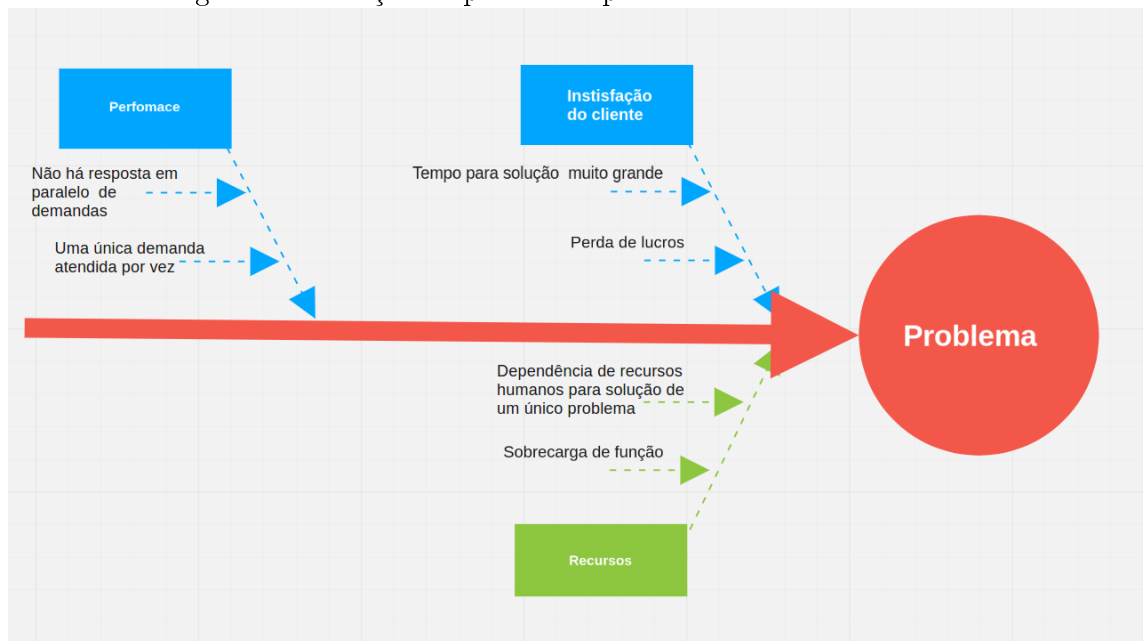 Perfomace
Instisfação
do cliente
Não há resposta em
paralelo de
demandas
Tempo para solução muito grande
Uma única demanda
atendida por vez
Perda de lucros
Problema
Dependência de recursos
humanos para solução de
um único problema
Sobrecarga de função
Recursos